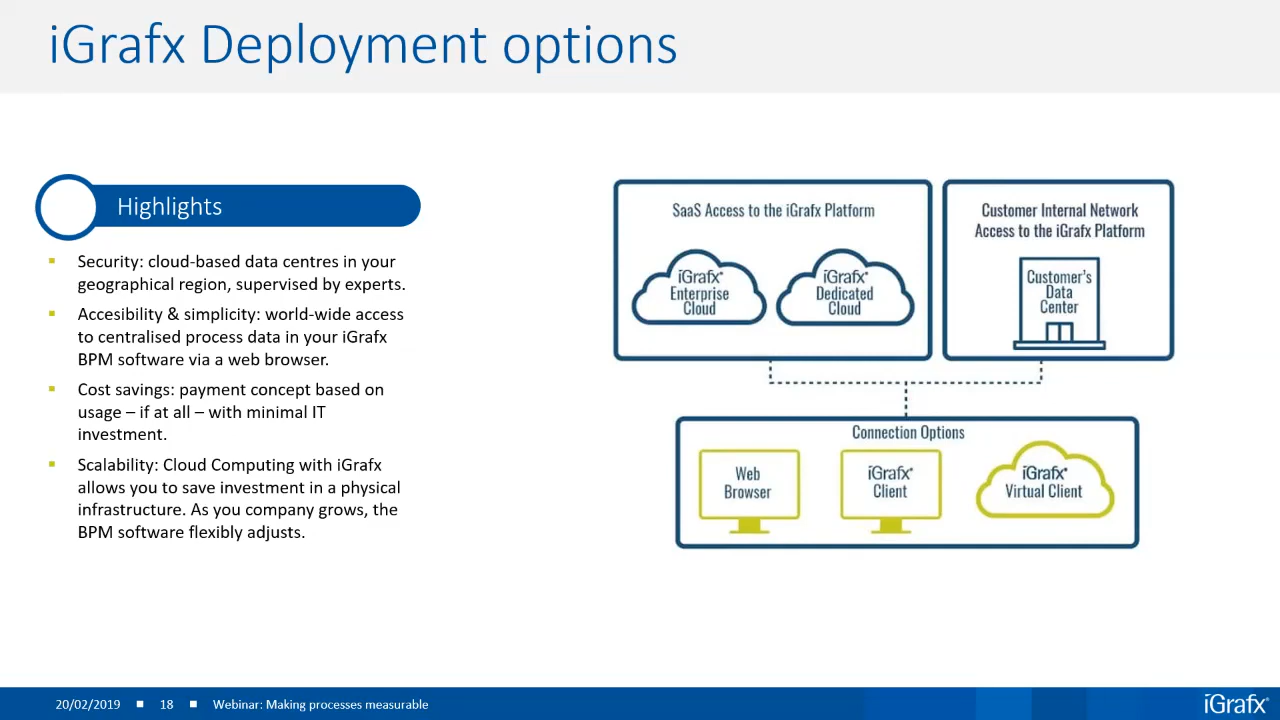 iGrafx Deployment options
Highlights
▪ Security: cloud-based data centres in your
geographical region, supervised by experts.
▪ Accesibility & simplicity: world-wide access
to centralised process data in your iGrafx
BPM software via a web browser.
▪ Cost savings: payment concept based on
usage – if at all – with minimal IT
investment.
▪ Scalability: Cloud Computing with iGrafx
allows you to save investment in a physical
infrastructure. As you company grows, the
BPM software flexibly adjusts.
SaaS Access to the iGrafx Platform
iGrafx®
Enterprise
Cloud
iGrafx®
Dedicated
Cloud
Customer Internal Network
Access to the iGrafx Platform
Customer's
Data
Center
Connection Options
Web
Browser
iGrafx®
Client
iGrafx®
Virtual Client
20/02/2019 ▪ 18 ▪ Webinar: Making processes measurable
iGrafx®